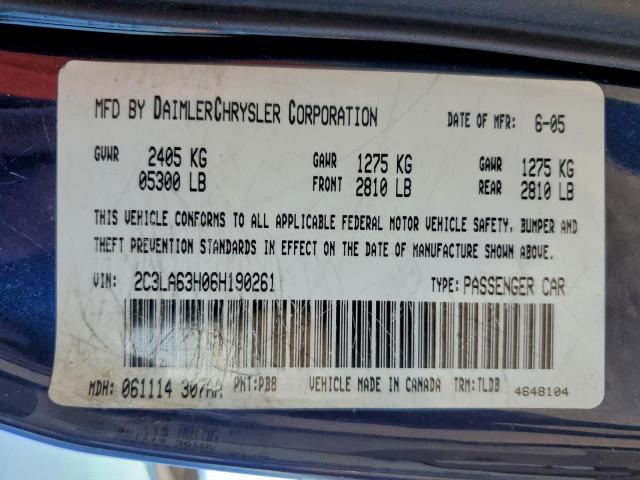 MFD BY DAIMLERCHRYSLER CORPORATION DATE OF MFR: 6-05
GVWR 2405 KG GAWR 1275 KG GAWR 1275 KG
05300 LB FRONT 2810 LB REAR 2810 LB
THIS VEHICLE CONFORMS TO ALL APPLICABLE FEDERAL MOTOR VEHICLE SAFETY, BUMPER AND
THEFT PREVENTION STANDARDS IN EFFECT ON THE DATE OF MANUFACTURE SHOWN ABOVE.
VIN: 2C3LA63H06H190261 TYPE: PASSENGER CAR
MDH: 061114 307AA PNT: PB8 VEHICLE MADE IN CANADA TRM: TLDB 4648104